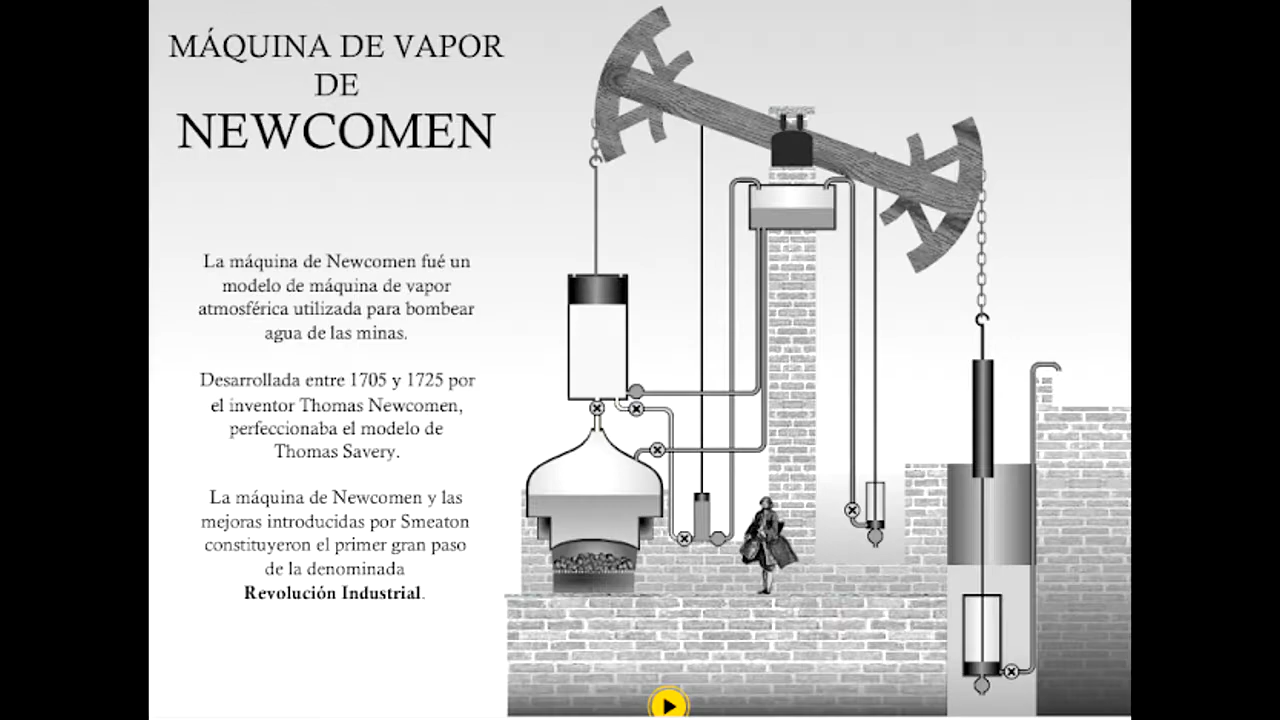 MÁQUINA DE VAPOR
DE
NEWCOMEN
La máquina de Newcomen fué un
modelo de máquina de vapor
atmosférica utilizada para bombear
agua de las minas.
Desarrollada entre 1705 y 1725 por
el inventor Thomas Newcomen,
perfeccionaba el modelo de
Thomas Savery.
La máquina de Newcomen y las
mejoras introducidas por Smeaton
constituyeron el primer gran paso
de la denominada
Revolución Industrial.